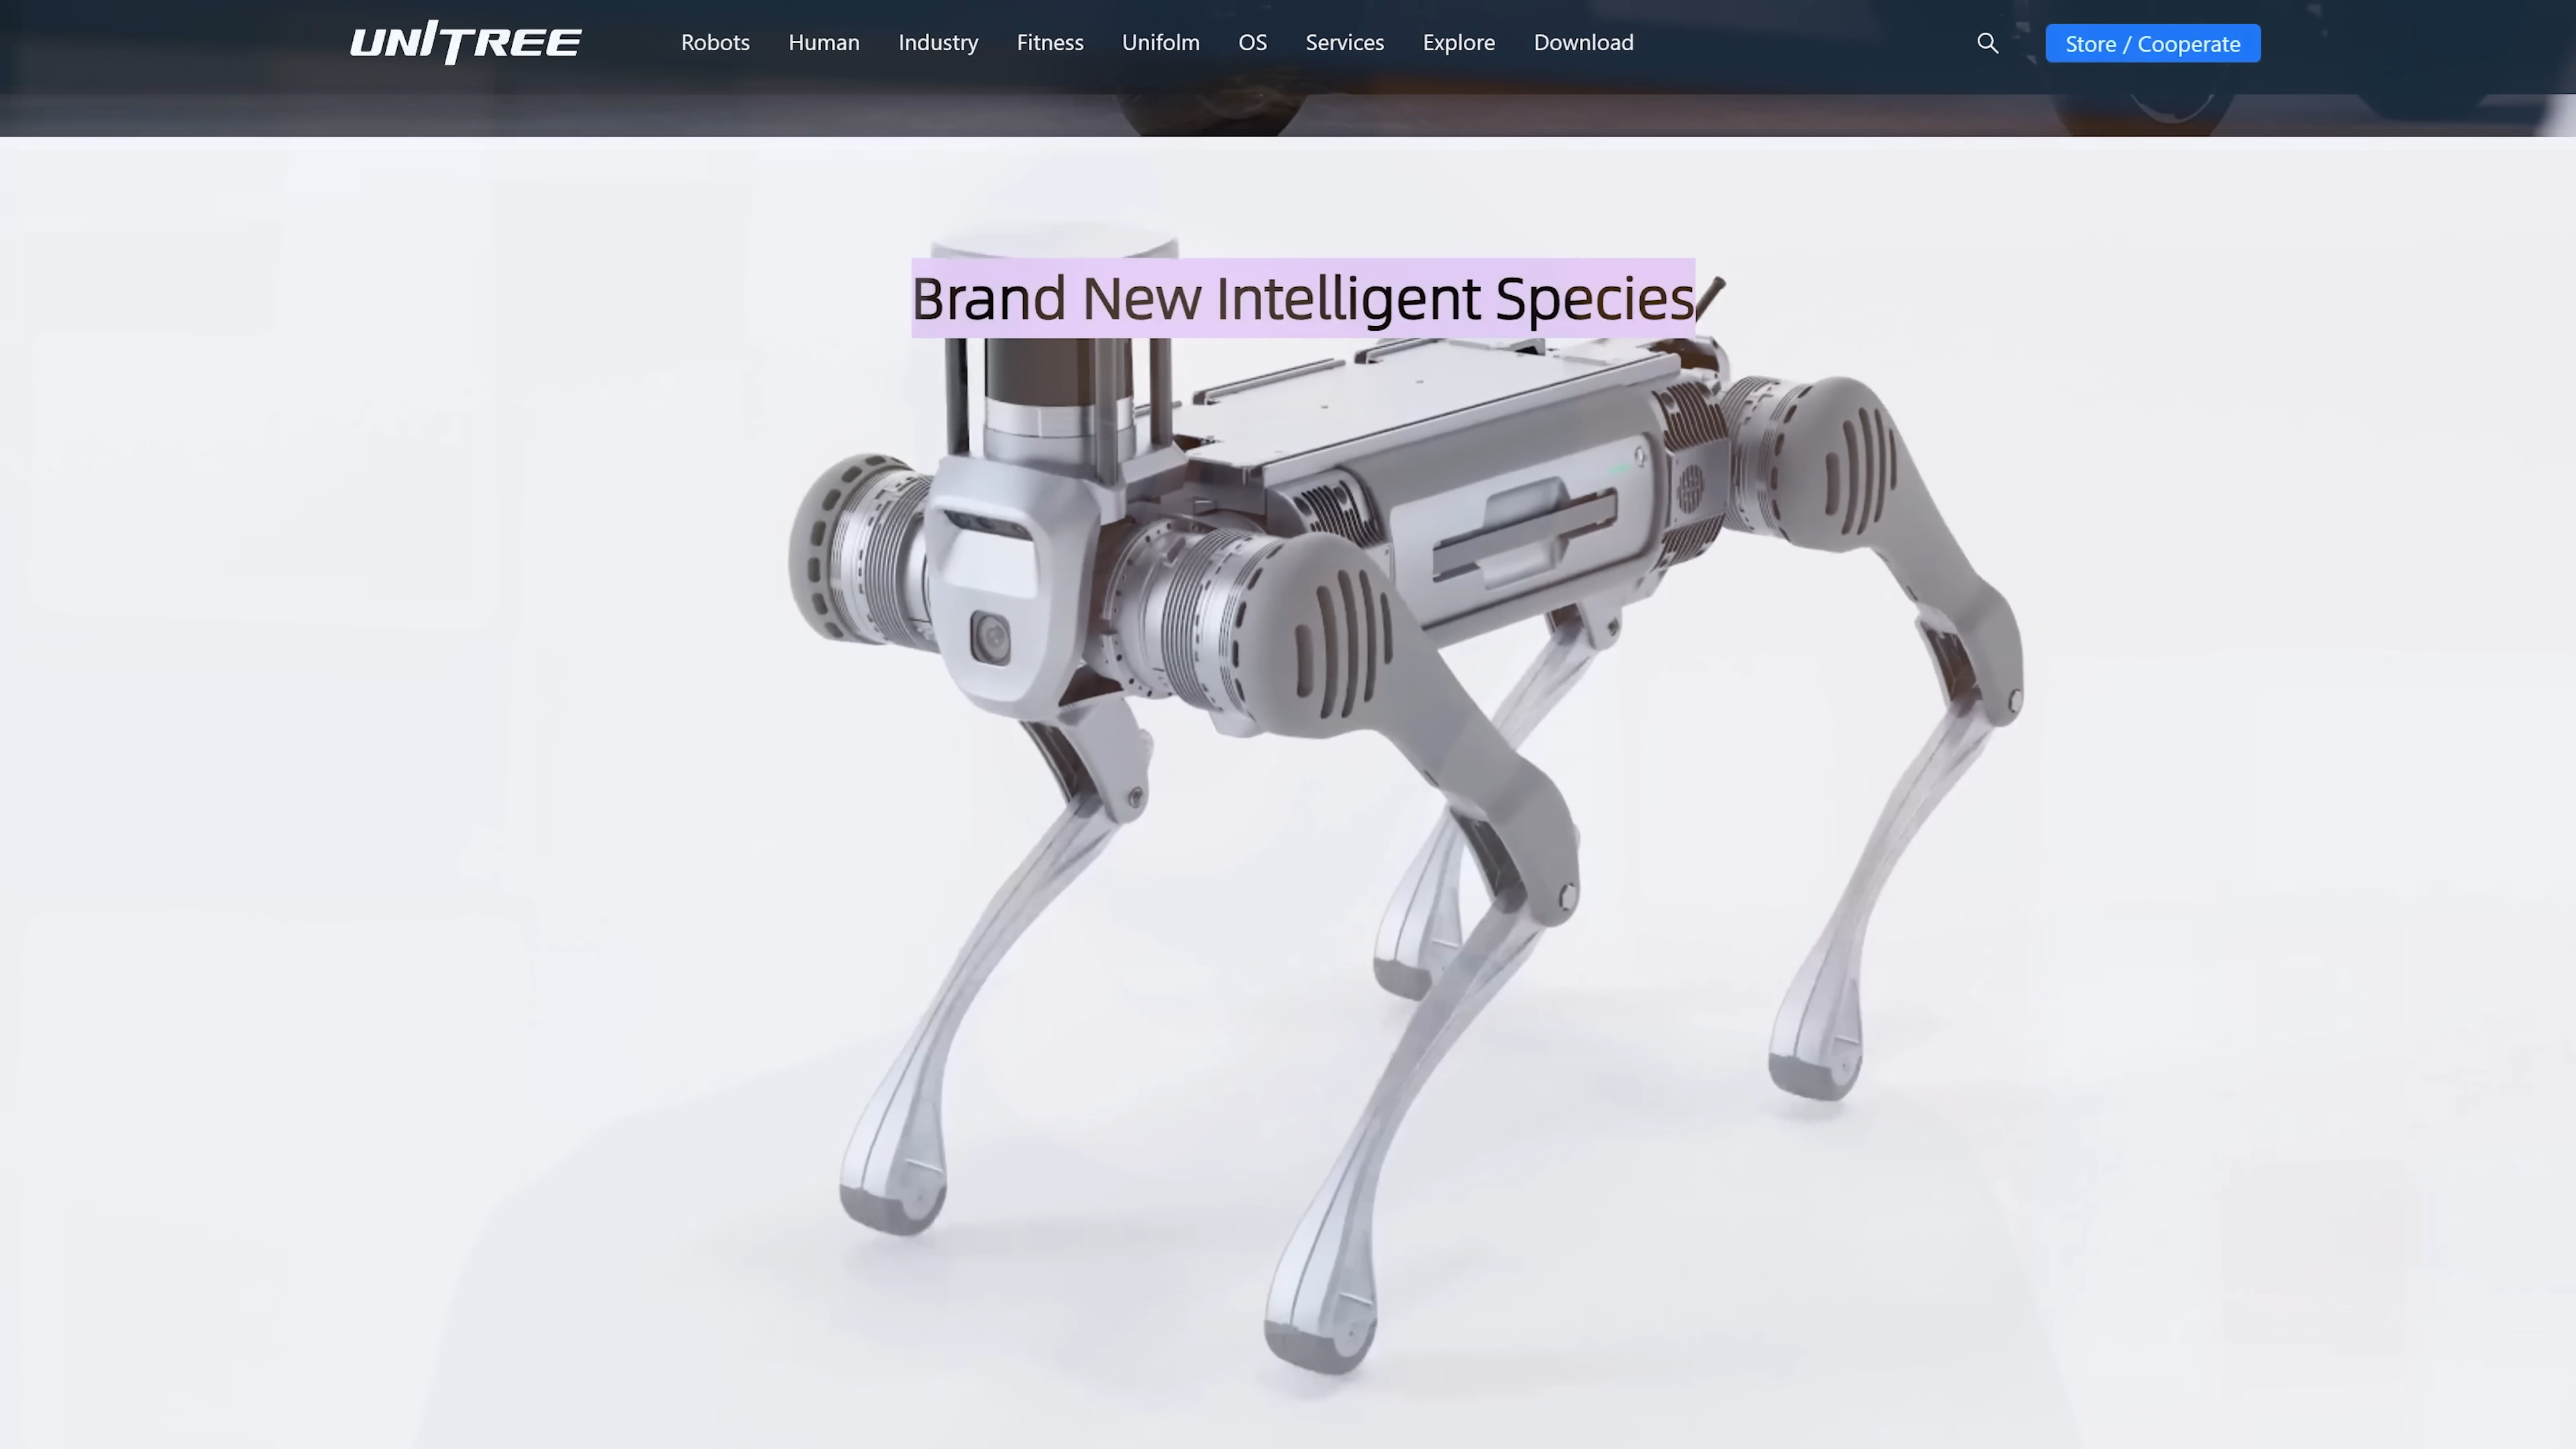 UNITREE
Robots Human Industry Fitness Unifolm OS Services Explore Download
Store / Cooperate
Brand New Intelligent Species